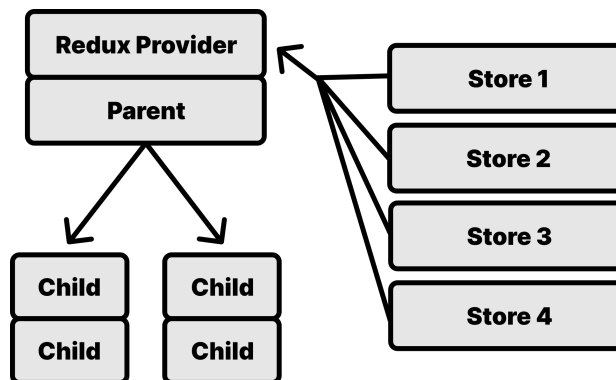 Redux Provider
Parent
Store 1
Store 2
Store 3
Store 4
Child
Child
Child
Child